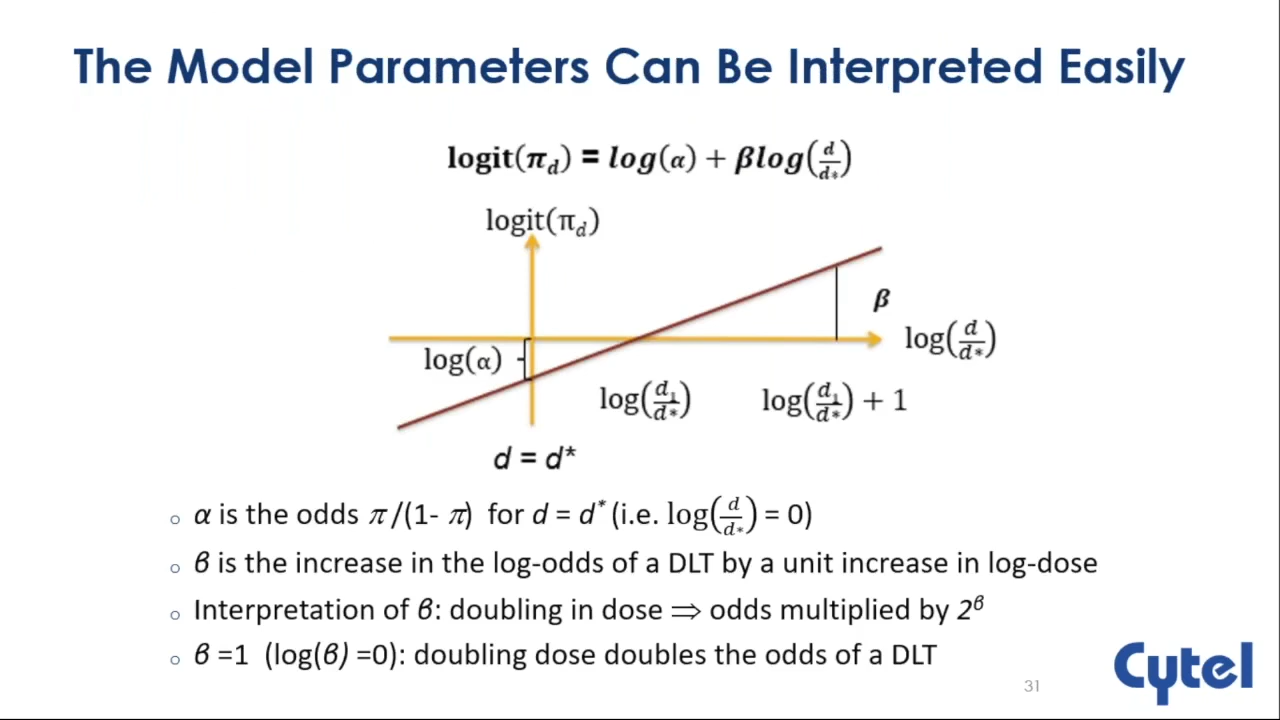 The Model Parameters Can Be Interpreted Easily
logit(π_d) = log(α) + βlog(d/d*)
logit(π_d)
β
log(d/d*)
log(α)
log(d₁/d*)
log(d₁/d*) + 1
d = d*
○ α is the odds π/(1- π) for d = d* (i.e. log(d/d*) = 0)
○ β is the increase in the log-odds of a DLT by a unit increase in log-dose
○ Interpretation of β: doubling in dose ⇒ odds multiplied by 2^β
○ β =1 (log(β) =0): doubling dose doubles the odds of a DLT
Cytel
31